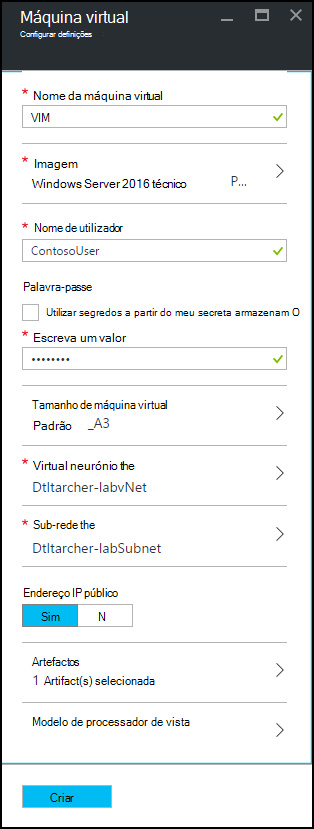 Máquina virtual
Configurar definições
* Nome da máquina virtual
VIM
* Imagem
Windows Server 2016 técnico P...
* Nome de utilizador
ContosoUser
Palavra-passe
Utilizar segredos a partir do meu secreta armazenam O
* Escreva um valor
••••••••
Tamanho de máquina virtual
Padrão _A3
* Virtual neurónio the
Dtltarcher-labvNet
* Sub-rede the
Dtltarcher-labSubnet
Endereço IP público
Sim N
Artefactos
1 Artifact(s) selecionada
Modelo de processador de vista
Criar